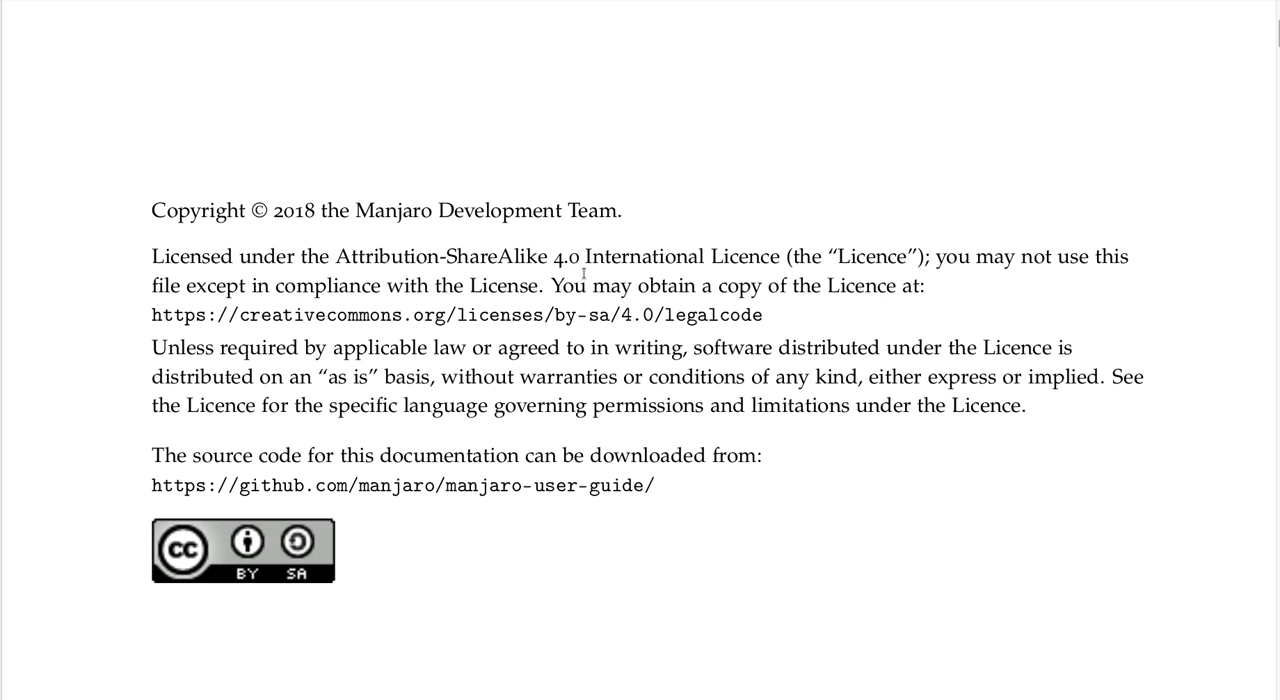 Copyright © 2018 the Manjaro Development Team.
Licensed under the Attribution-ShareAlike 4.0 International Licence (the “Licence”); you may not use this
file except in compliance with the License. You may obtain a copy of the Licence at:
https://creativecommons.org/licenses/by-sa/4.0/legalcode
Unless required by applicable law or agreed to in writing, software distributed under the Licence is
distributed on an “as is” basis, without warranties or conditions of any kind, either express or implied. See
the Licence for the specific language governing permissions and limitations under the Licence.
The source code for this documentation can be downloaded from:
https://github.com/manjaro/manjaro-user-guide/
cc
BY SA